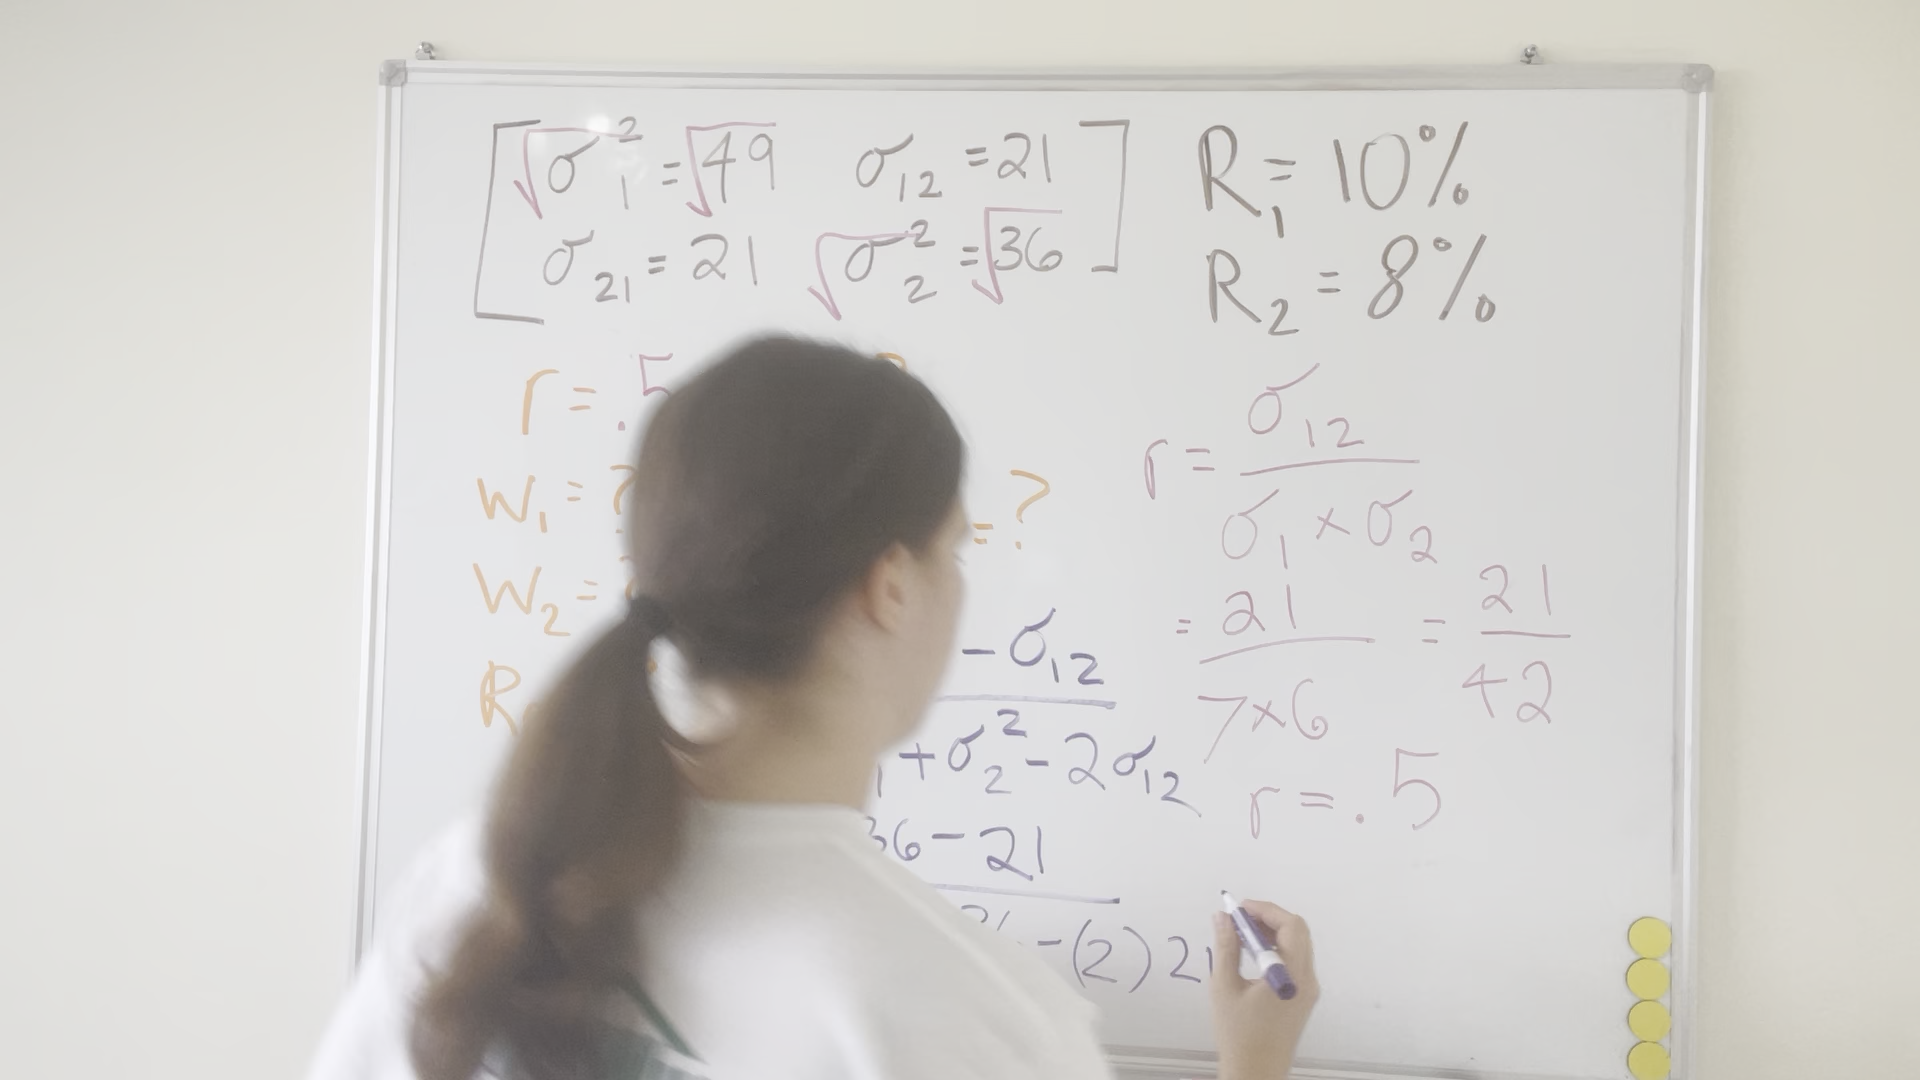 √σ₁² = √49 σ₁₂ = 21
σ₂₁ = 21 √σ₂² = √36
R₁ = 10%
R₂ = 8%
r = .5
W₁ = ?
= ?
W₂ =
R
r = σ₁₂
σ₁ × σ₂
= 21 = 21
7×6 42
r = .5
- σ₁₂
+ σ₂² - 2σ₁₂
36 - 21
- (2) 21